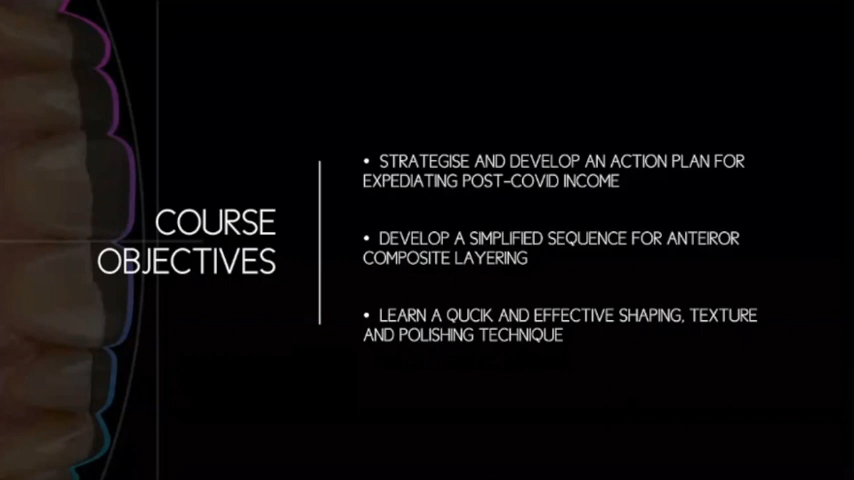 COURSE
OBJECTIVES
• STRATEGISE AND DEVELOP AN ACTION PLAN FOR
EXPEDIATING POST-COVID INCOME
• DEVELOP A SIMPLIFIED SEQUENCE FOR ANTEIROR
COMPOSITE LAYERING
• LEARN A QUCIK AND EFFECTIVE SHAPING, TEXTURE
AND POLISHING TECHNIQUE